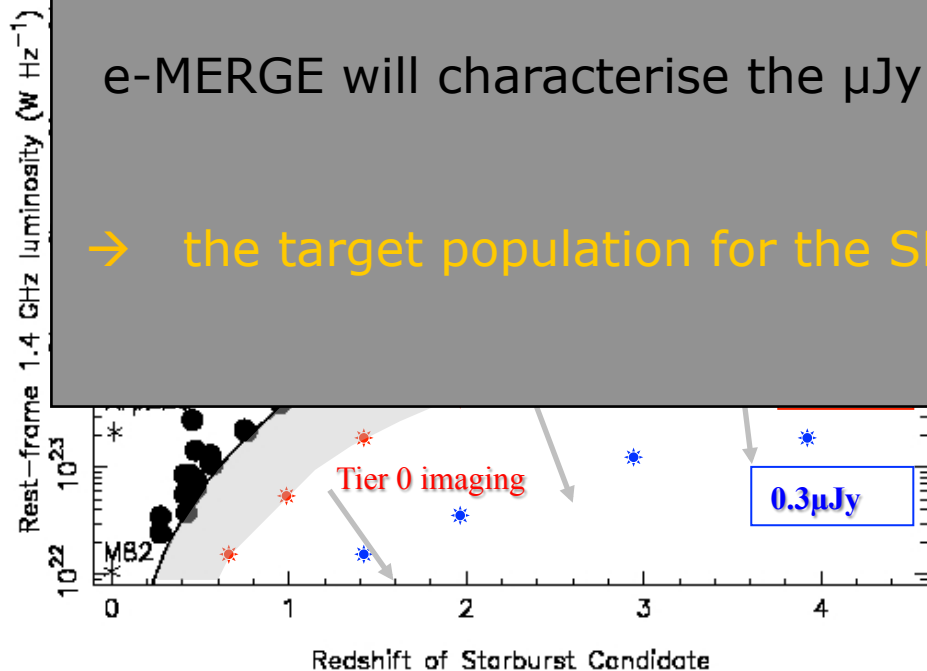 e-MERGE will characterise the μJy
→ the target population for the
Rest-frame 1.4 GHz luminosity (W Hz⁻¹)
10²³
10²²
M82
Tier 0 imaging
0.3μJy
0 1 2 3 4
Redshift of Starburst Candidate